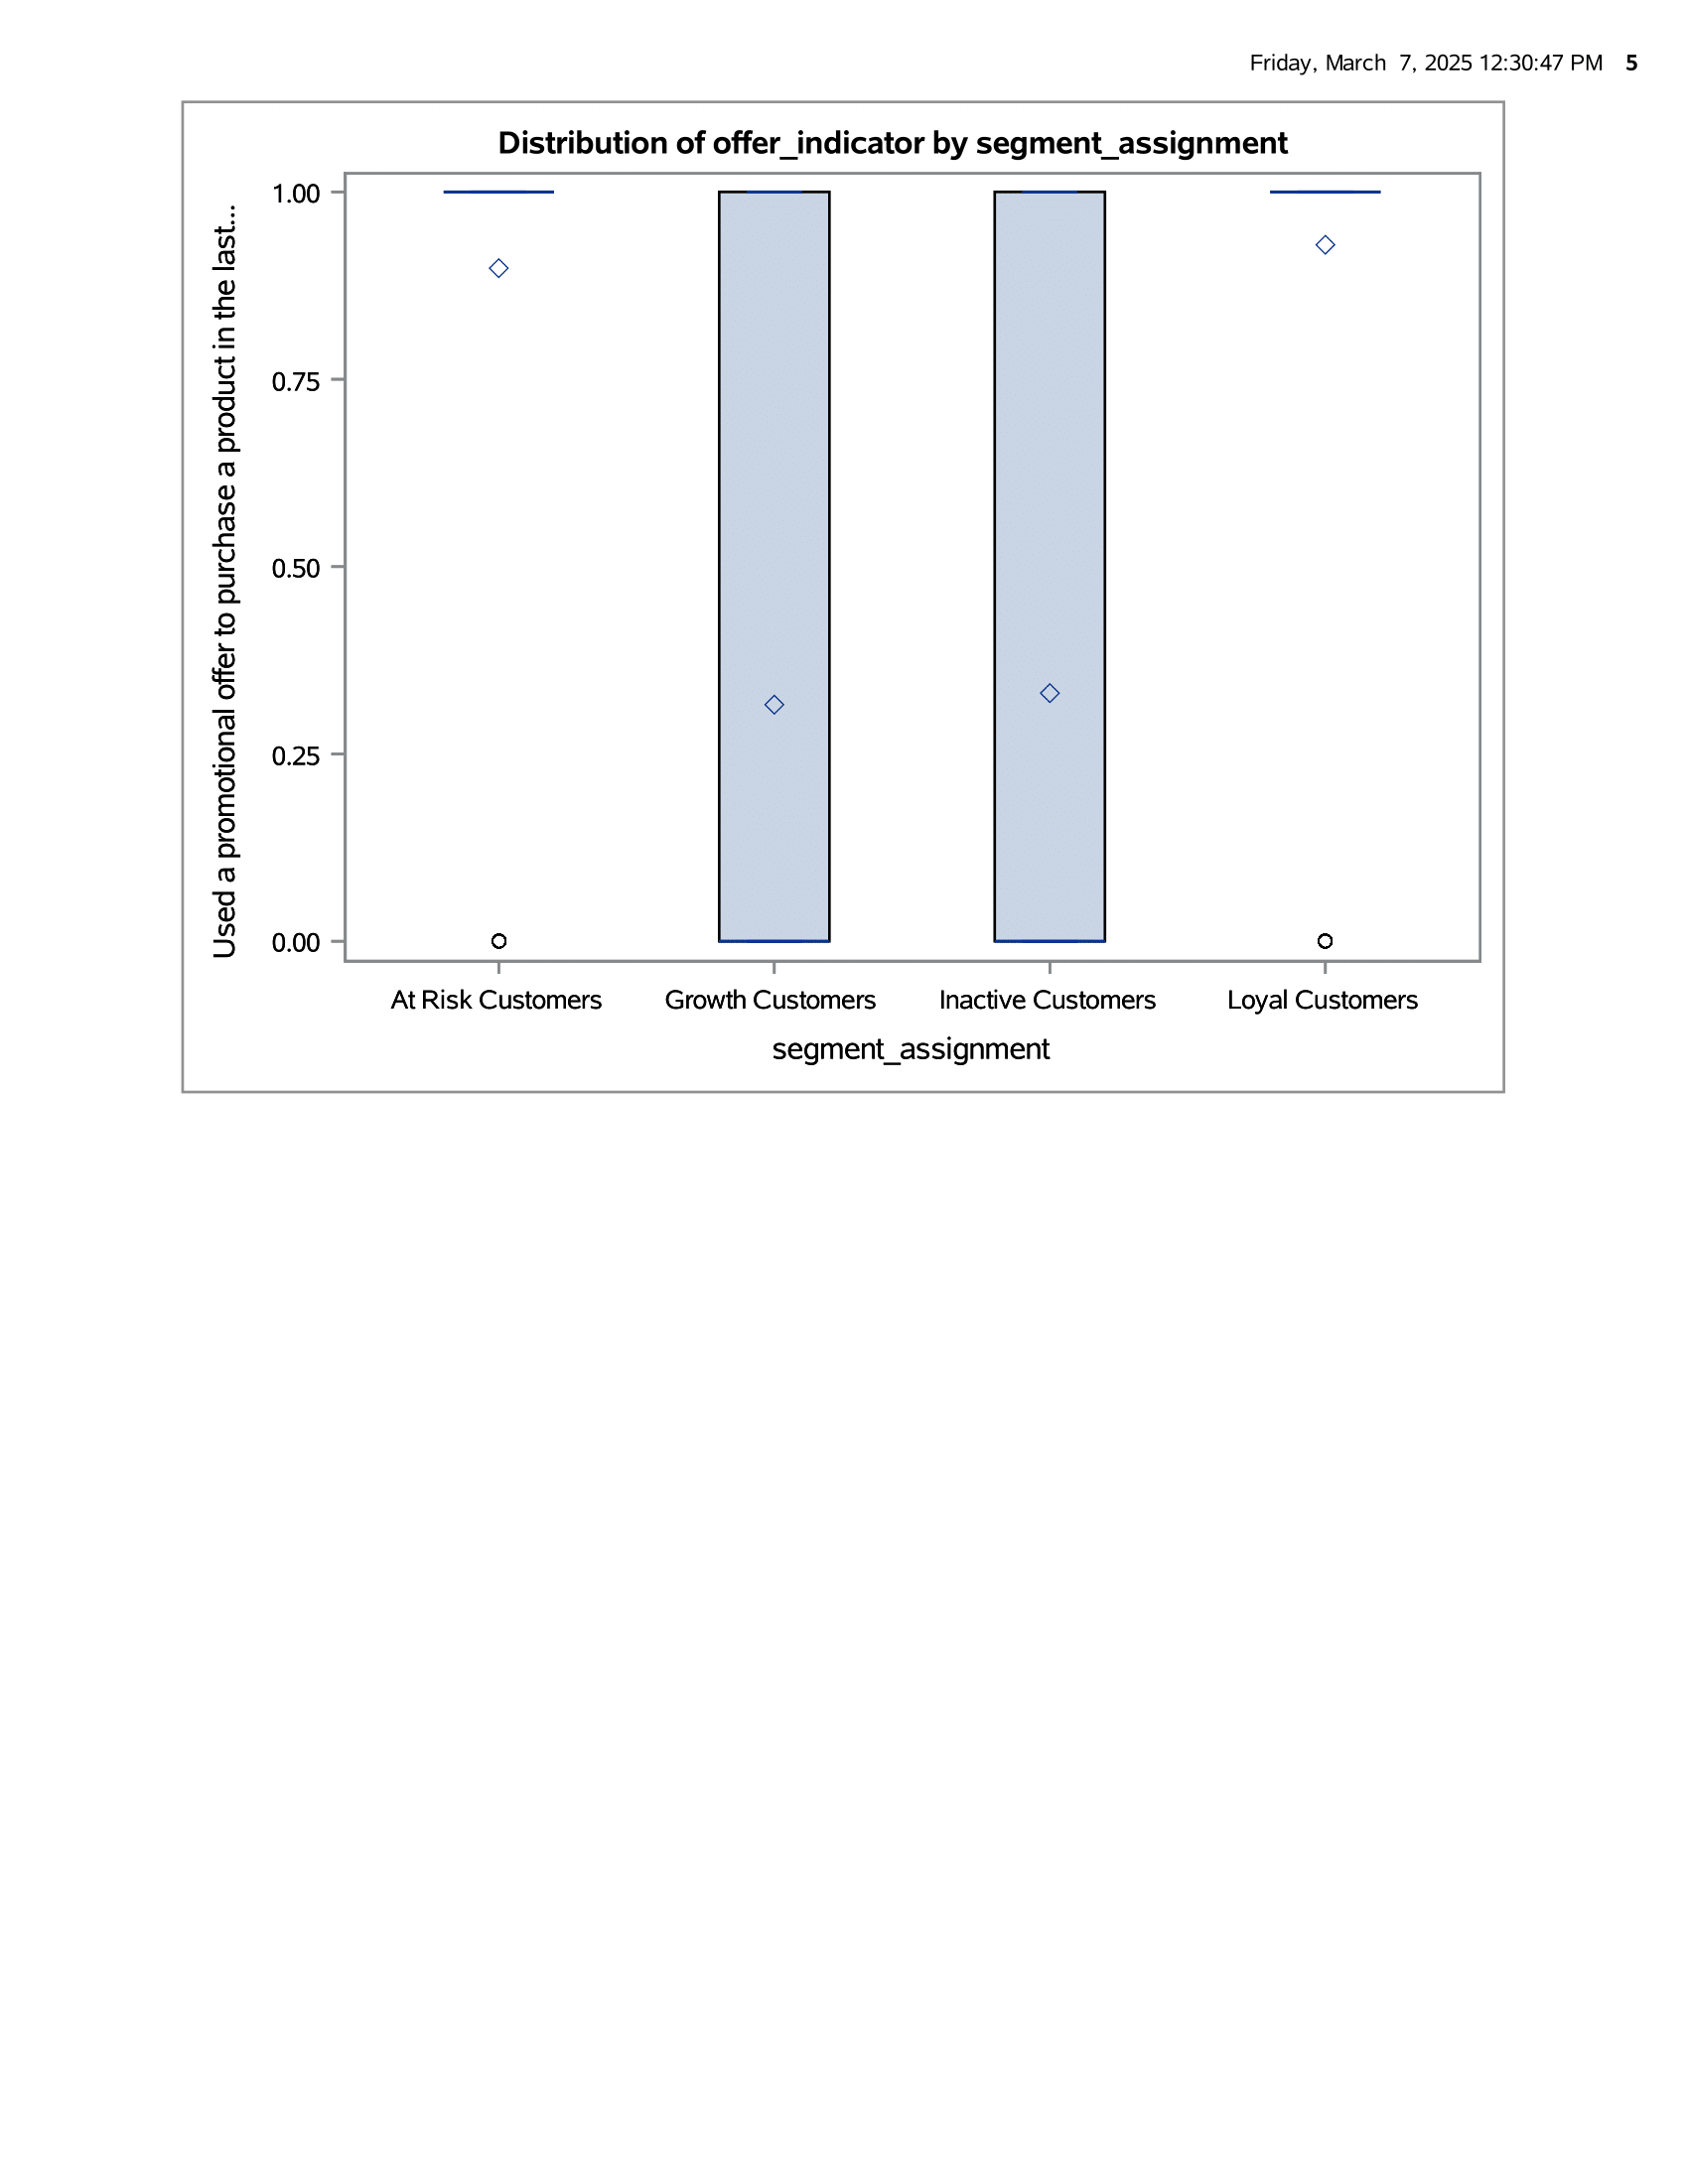 Friday, March 7, 2025 12:30:47 PM 5
Distribution of offer_indicator by segment_assignment
Used a promotional offer to purchase a product in the last...
1.00
0.75
0.50
0.25
0.00
At Risk Customers Growth Customers Inactive Customers Loyal Customers
segment_assignment